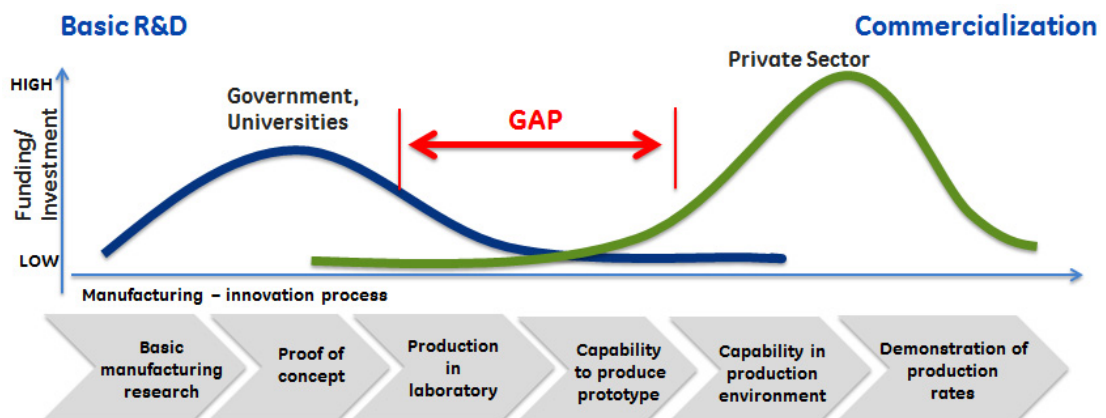 Basic R&D
Commercialization
Private Sector
HIGH
Government,
Universities
GAP
Funding/
Investment
LOW
Manufacturing – innovation process
Basic
manufacturing
research
Proof of
concept
Production
in
laboratory
Capability
to produce
prototype
Capability in
production
environment
Demonstration of
production
rates